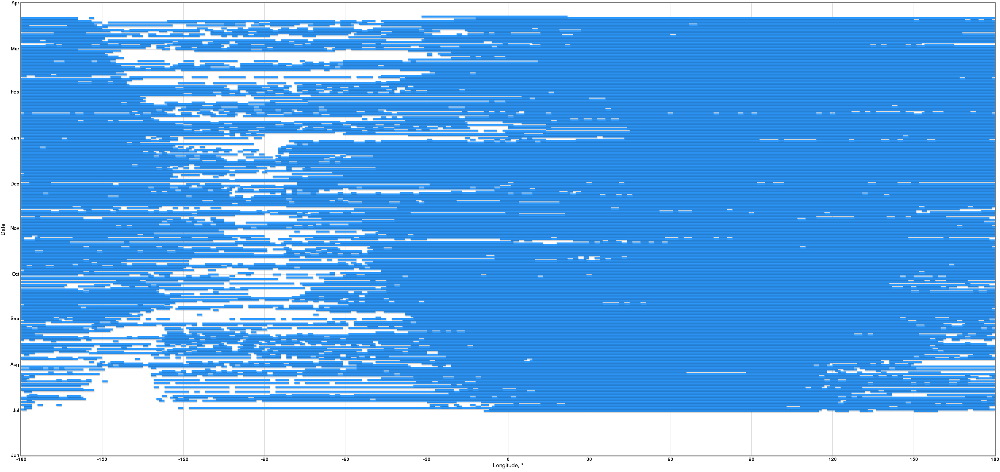 Apr
Mar
Feb
Jan
Dec
Date
Nov
Oct
Sep
Aug
Jul
Jun
-180 -150 -120 -90 -60 -30 0 30 60 90 120 150 180
Longitude, °